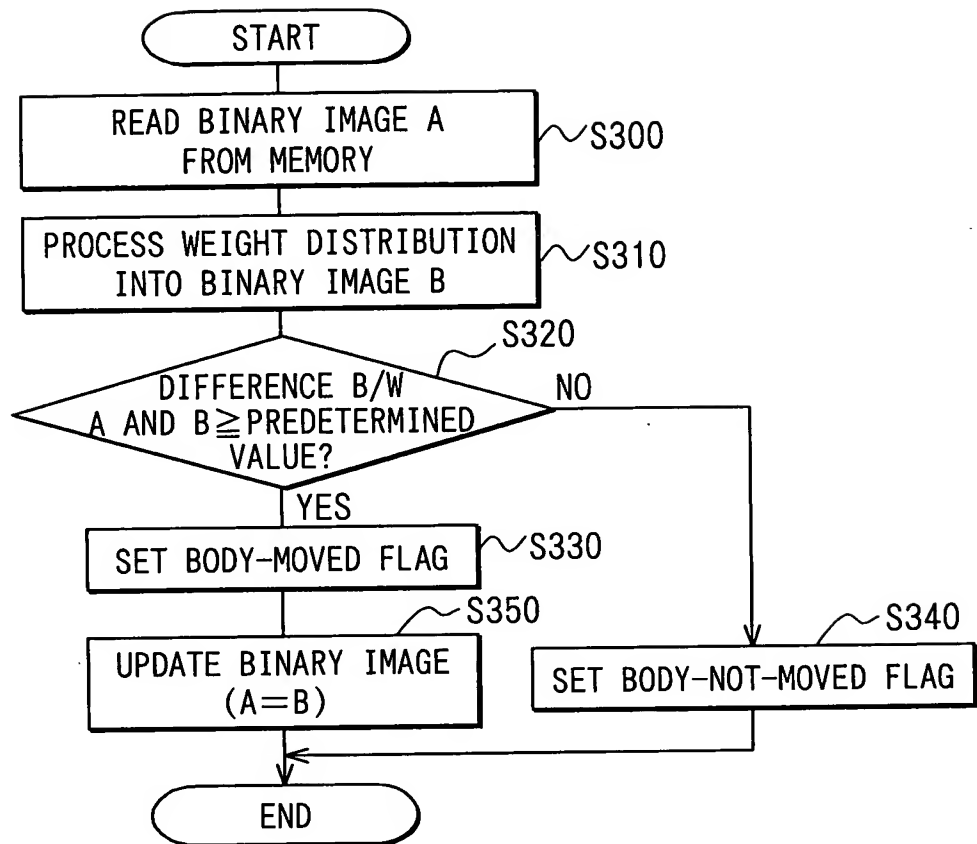 START
READ BINARY IMAGE A
FROM MEMORY
S300
PROCESS WEIGHT DISTRIBUTION
INTO BINARY IMAGE B
S310
S320
DIFFERENCE B/W
A AND B≧PREDETERMINED
VALUE?
NO
YES
SET BODY-MOVED FLAG
S330
S350
UPDATE BINARY IMAGE
(A=B)
S340
SET BODY-NOT-MOVED FLAG
END